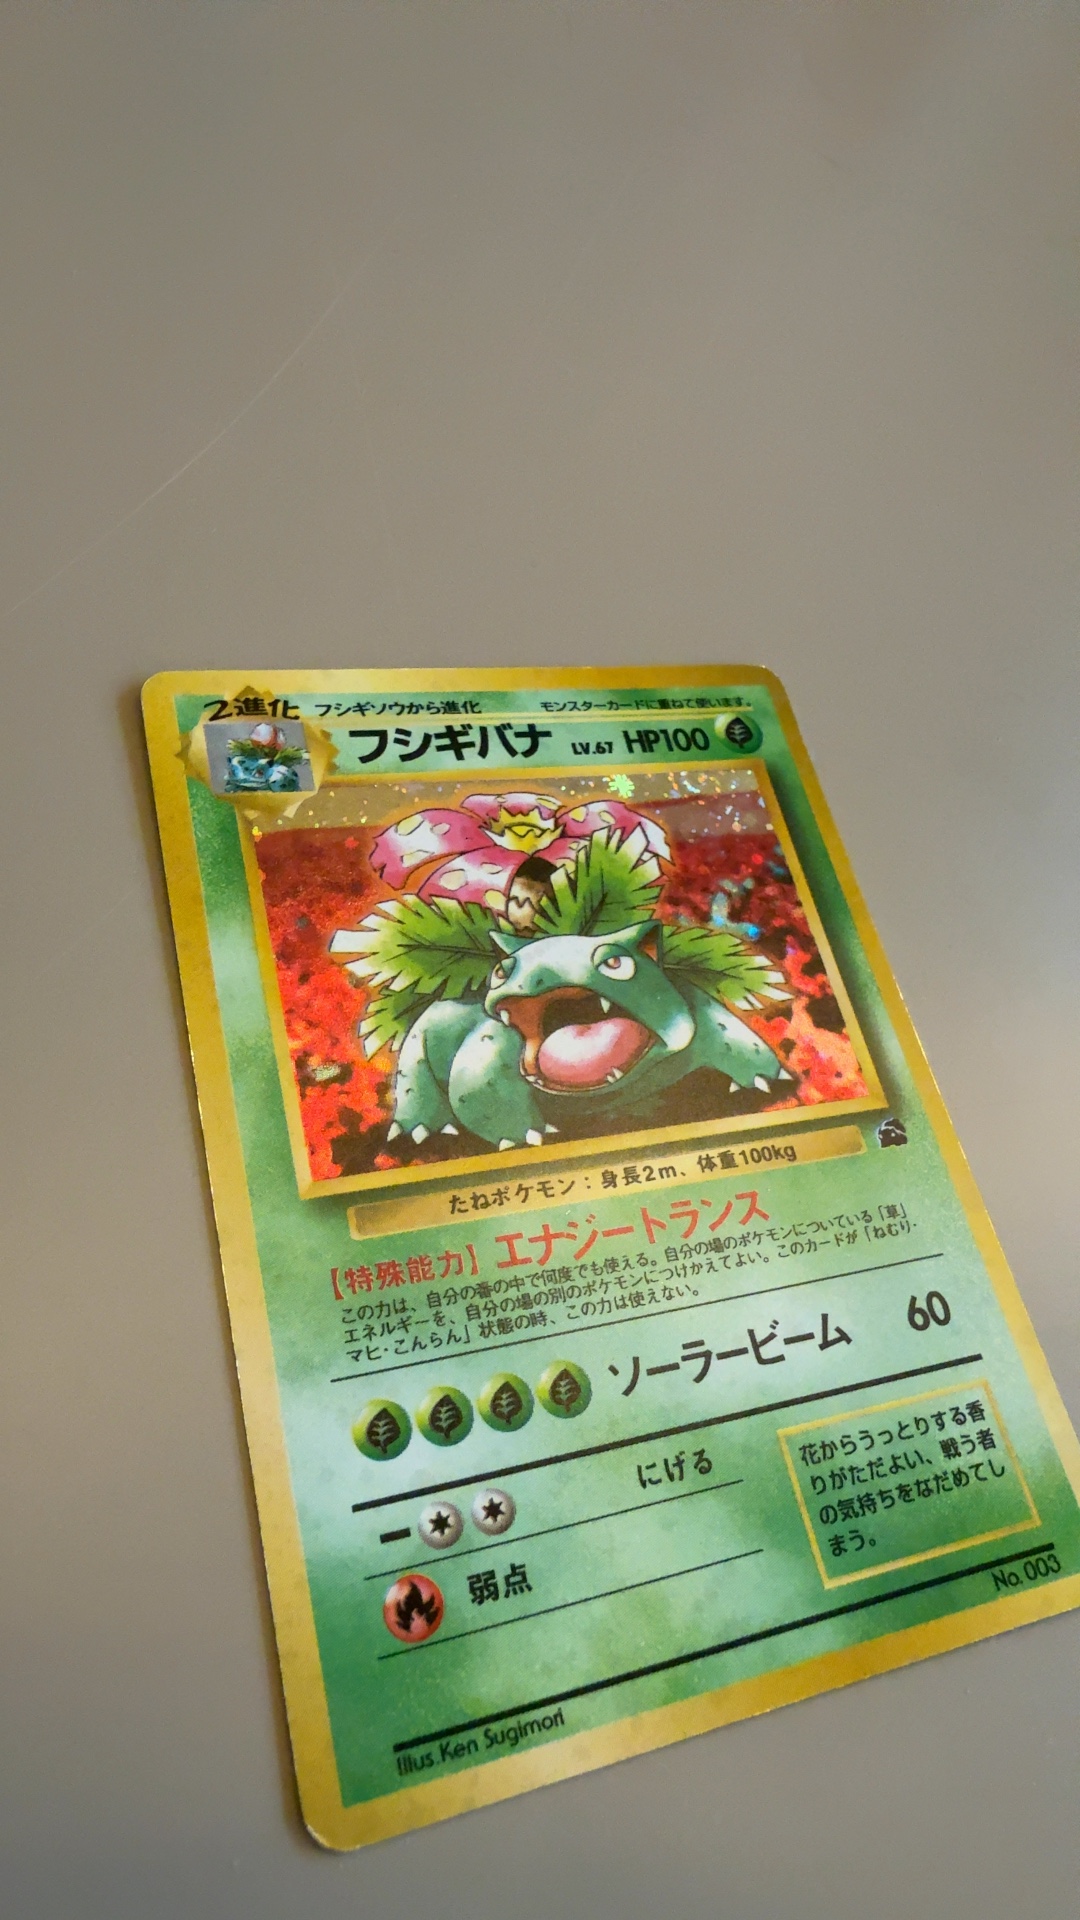 2進化 フシギソウから進化 モンスターカードに重ねて使います。
フシギバナ LV.67 HP100
たねポケモン：身長2m、体重100kg
【特殊能力】エナジートランス
この力は、自分の番の中で何度でも使える。自分の場のポケモンについている「草」
エネルギーを、自分の場の別のポケモンにつけかえてよい。このカードが「ねむり・
マヒ・こんらん」状態の時、この力は使えない。
ソーラービーム 60
にげる
弱点
花からうっとりする香
りがただよい、戦う者
の気持ちをなだめてし
まう。
No. 003
Illus. Ken Sugimori